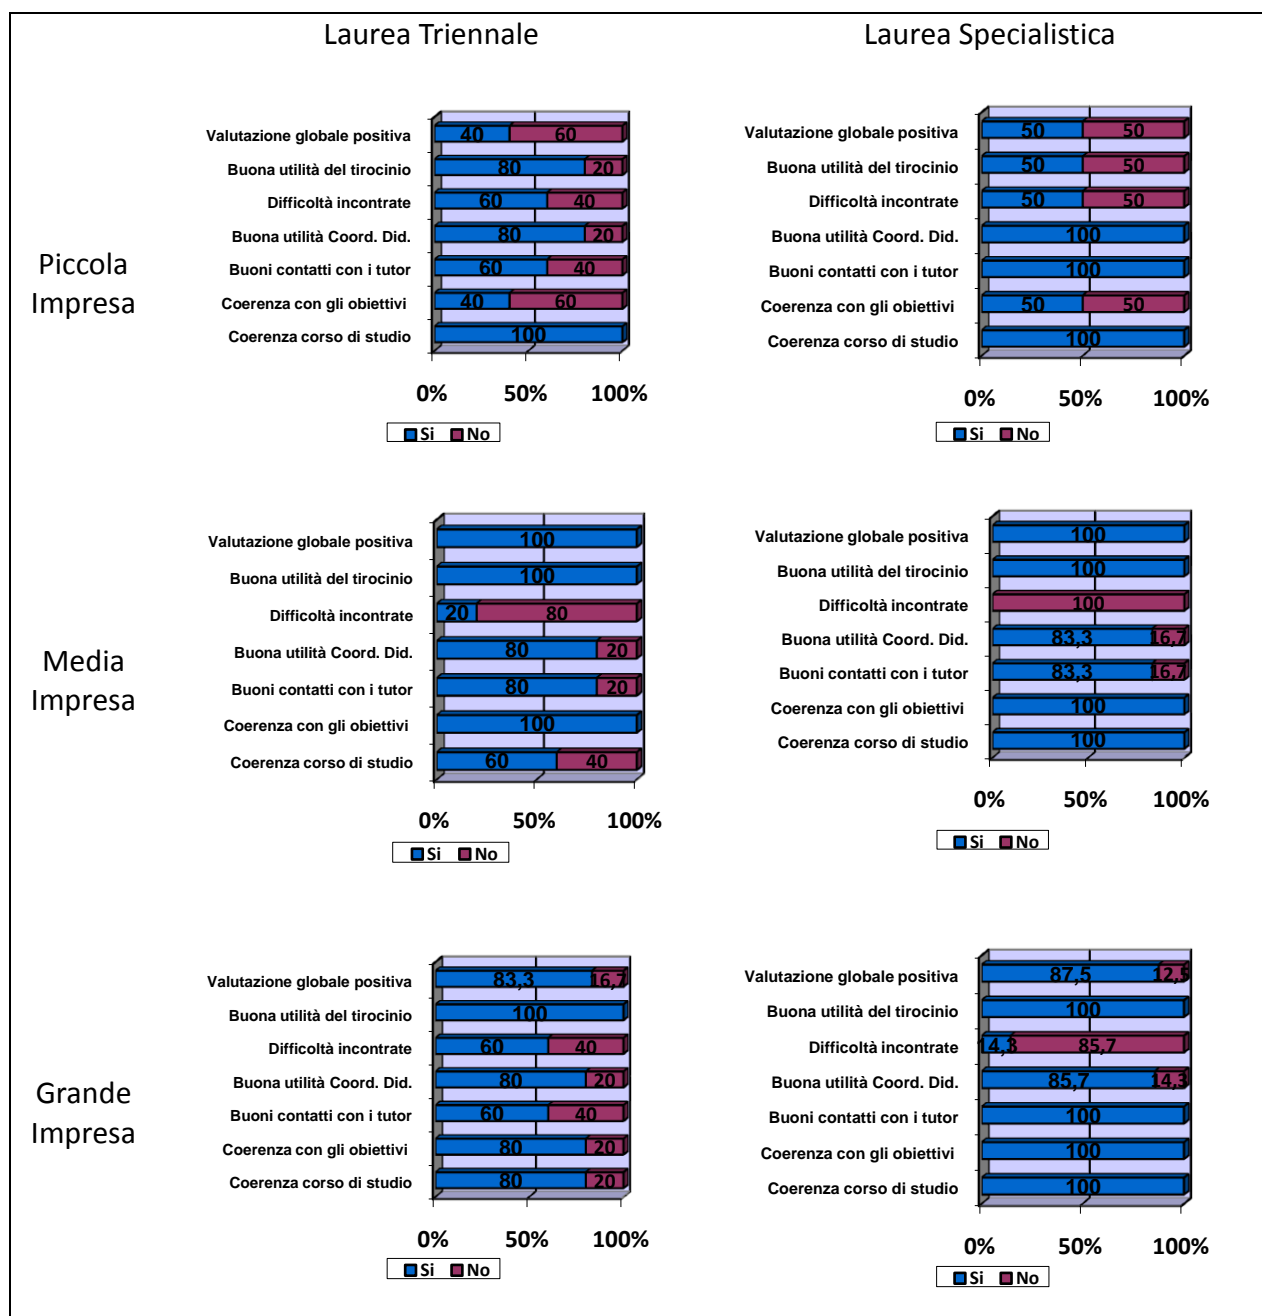 Laurea Triennale
Laurea Specialistica
Piccola
Impresa
Valutazione globale positiva 40 60
Buona utilità del tirocinio 80 20
Difficoltà incontrate 60 40
Buona utilità Coord. Did. 80 20
Buoni contatti con i tutor 60 40
Coerenza con gli obiettivi 40 60
Coerenza corso di studio 100
0% 50% 100%
Si No
Valutazione globale positiva 50 50
Buona utilità del tirocinio 50 50
Difficoltà incontrate 50 50
Buona utilità Coord. Did. 100
Buoni contatti con i tutor 100
Coerenza con gli obiettivi 50 50
Coerenza corso di studio 100
0% 50% 100%
Si No
Media
Impresa
Valutazione globale positiva 100
Buona utilità del tirocinio 100
Difficoltà incontrate 20 80
Buona utilità Coord. Did. 80 20
Buoni contatti con i tutor 80 20
Coerenza con gli obiettivi 100
Coerenza corso di studio 60 40
0% 50% 100%
Si No
Valutazione globale positiva 100
Buona utilità del tirocinio 100
Difficoltà incontrate 100
Buona utilità Coord. Did. 83,3 16,7
Buoni contatti con i tutor 83,3 16,7
Coerenza con gli obiettivi 100
Coerenza corso di studio 100
0% 50% 100%
Si No
Grande
Impresa
Valutazione globale positiva 83,3 16,7
Buona utilità del tirocinio 100
Difficoltà incontrate 60 40
Buona utilità Coord. Did. 80 20
Buoni contatti con i tutor 60 40
Coerenza con gli obiettivi 80 20
Coerenza corso di studio 80 20
0% 50% 100%
Si No
Valutazione globale positiva 87,5 12,5
Buona utilità del tirocinio 100
Difficoltà incontrate 14,3 85,7
Buona utilità Coord. Did. 85,7 14,3
Buoni contatti con i tutor 100
Coerenza con gli obiettivi 100
Coerenza corso di studio 100
0% 50% 100%
Si No